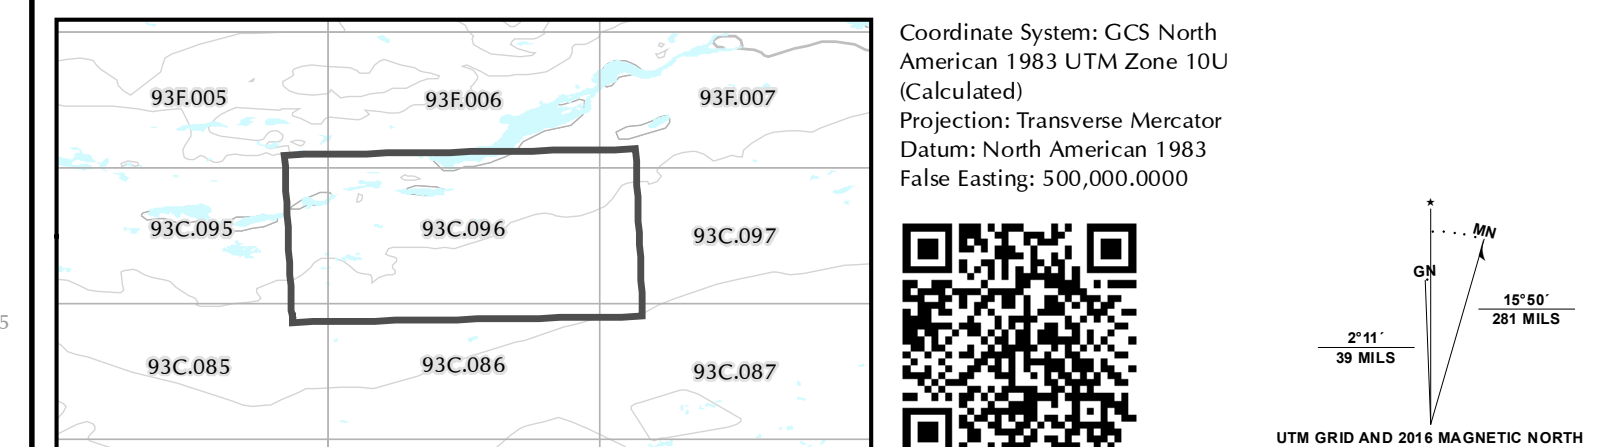 93F.005
93F.006
93F.007
93C.095
93C.096
93C.097
93C.085
93C.086
93C.087
5
Coordinate System: GCS North
American 1983 UTM Zone 10U
(Calculated)
Projection: Transverse Mercator
Datum: North American 1983
False Easting: 500,000.0000
MN
GN
15°50´
281 MILS
2°11´
39 MILS
UTM GRID AND 2016 MAGNETIC NORTH